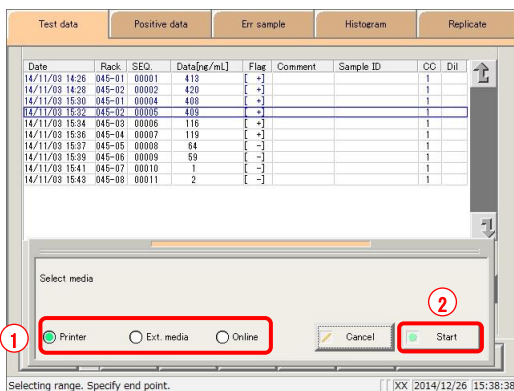 Test data Positive data Err sample Histogram Replicate
Date Rack SEQ. Data[ng/mL] Flag Comment Sample ID CC Dil
14/11/03 14:26 045-01 00001 413 [ +] 1
14/11/03 14:28 045-02 00002 420 [ +] 1
14/11/03 15:30 045-01 00004 408 [ +] 1
14/11/03 15:32 045-02 00005 409 [ +] 1
14/11/03 15:34 045-03 00006 116 [ +] 1
14/11/03 15:36 045-04 00007 119 [ +] 1
14/11/03 15:37 045-05 00008 64 [ -] 1
14/11/03 15:39 045-06 00009 59 [ -] 1
14/11/03 15:41 045-07 00010 1 [ -] 1
14/11/03 15:43 045-08 00011 2 [ -] 1
Select media
②
① Printer Ext. media Online Cancel Start
Selecting range. Specify end point. XX 2014/12/26 15:38:38